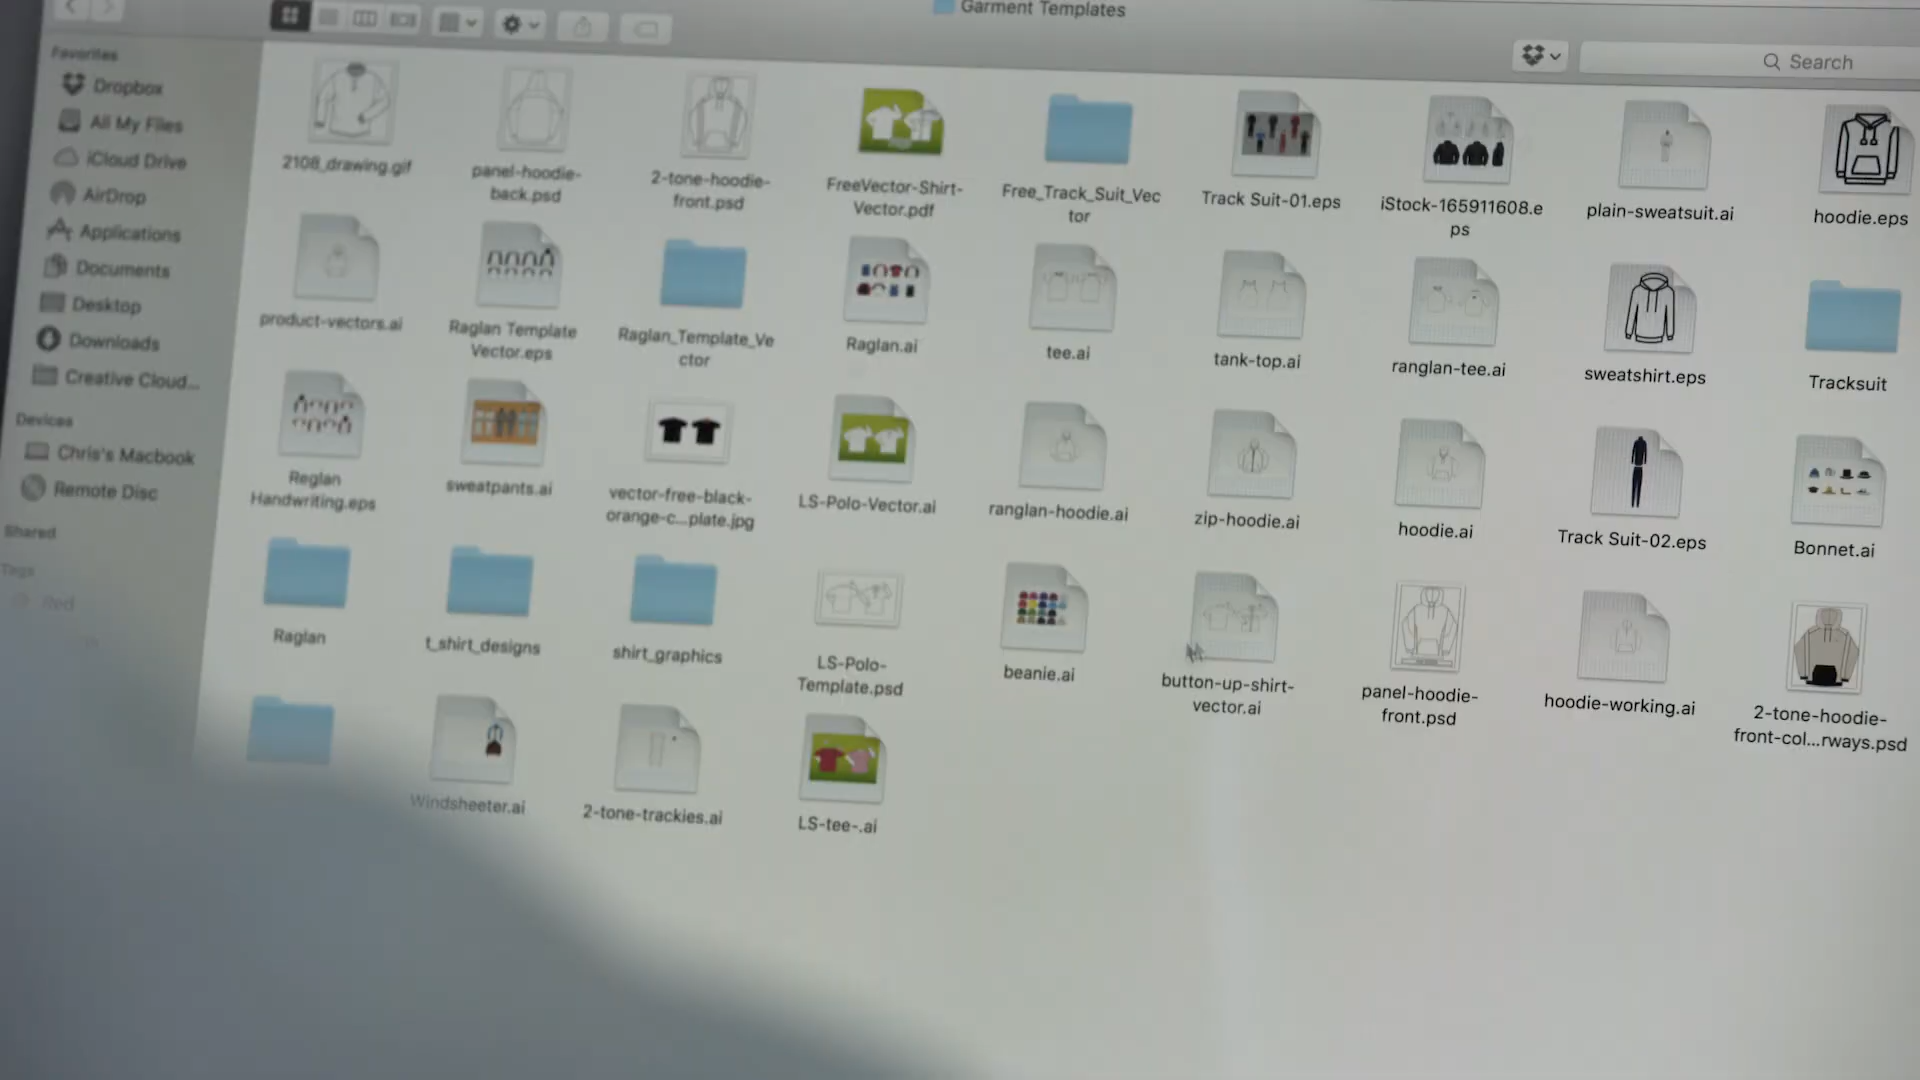 Garment Templates
Search
Favorites
Dropbox
All My Files
iCloud Drive
AirDrop
Applications
Documents
Desktop
Downloads
Creative Cloud...
Devices
Chris's Macbook
Remote Disc
Shared
Tags
Red
2108_drawing.gif
panel-hoodie-
back.psd
2-tone-hoodie-
front.psd
FreeVector-Shirt-
Vector.pdf
Free_Track_Suit_Vec
tor
Track Suit-01.eps
iStock-165911608.e
ps
plain-sweatsuit.ai
hoodie.eps
product-vectors.ai
Raglan Template
Vector.eps
Raglan_Template_Ve
ctor
Raglan.ai
tee.ai
tank-top.ai
ranglan-tee.ai
sweatshirt.eps
Tracksuit
Reglan
Handwriting.eps
sweatpants.ai
vector-free-black-
orange-c...plate.jpg
LS-Polo-Vector.ai
ranglan-hoodie.ai
zip-hoodie.ai
hoodie.ai
Track Suit-02.eps
Bonnet.ai
Raglan
t_shirt_designs
shirt_graphics
LS-Polo-
Template.psd
beanie.ai
button-up-shirt-
vector.ai
panel-hoodie-
front.psd
hoodie-working.ai
2-tone-hoodie-
front-col...rways.psd
Windsheeter.ai
2-tone-trackies.ai
LS-tee-.ai